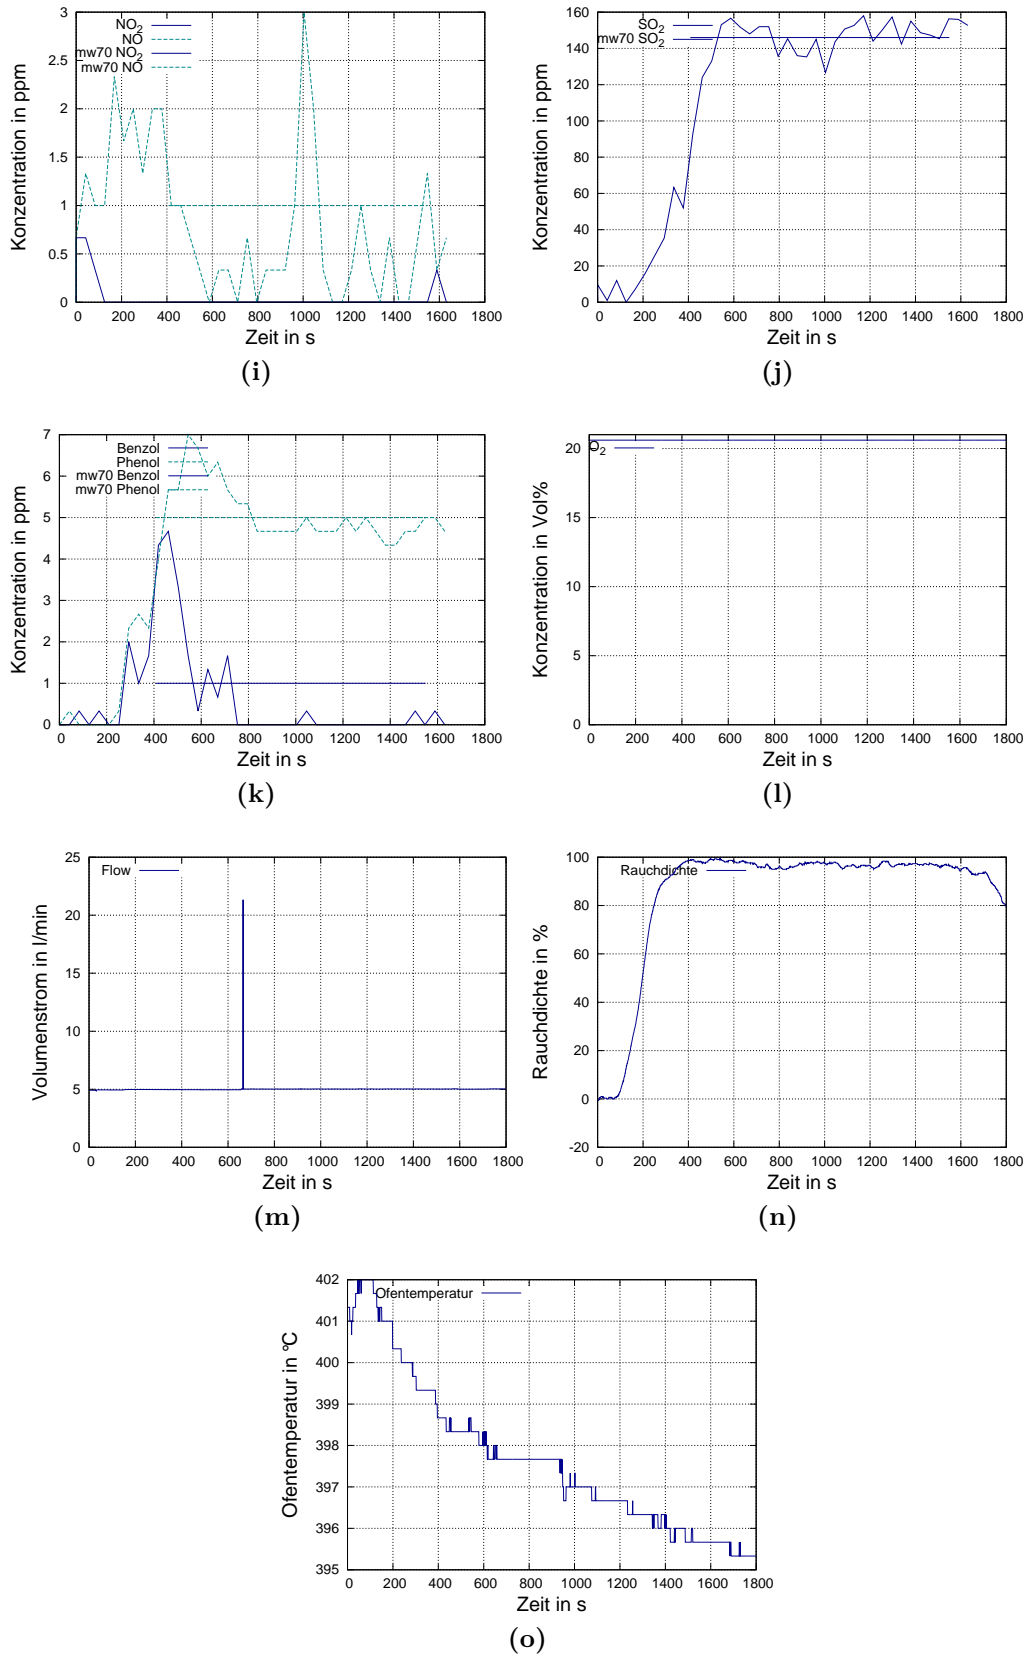 NO₂
NO
mw70 NO₂
mw70 NO
Konzentration in ppm
0
0.5
1
1.5
2
2.5
3
0 200 400 600 800 1000 1200 1400 1600 1800
Zeit in s
(i)
SO₂
mw70 SO₂
Konzentration in ppm
0
20
40
60
80
100
120
140
160
0 200 400 600 800 1000 1200 1400 1600 1800
Zeit in s
(j)
Benzol
Phenol
mw70 Benzol
mw70 Phenol
Konzentration in ppm
0
1
2
3
4
5
6
7
0 200 400 600 800 1000 1200 1400 1600 1800
Zeit in s
(k)
O₂
Konzentration in Vol%
0
5
10
15
20
0 200 400 600 800 1000 1200 1400 1600 1800
Zeit in s
(l)
Flow
Volumenstrom in l/min
0
5
10
15
20
25
0 200 400 600 800 1000 1200 1400 1600 1800
Zeit in s
(m)
Rauchdichte
Rauchdichte in %
-20
0
20
40
60
80
100
0 200 400 600 800 1000 1200 1400 1600 1800
Zeit in s
(n)
Ofentemperatur
Ofentemperatur in °C
395
396
397
398
399
400
401
402
0 200 400 600 800 1000 1200 1400 1600 1800
Zeit in s
(o)